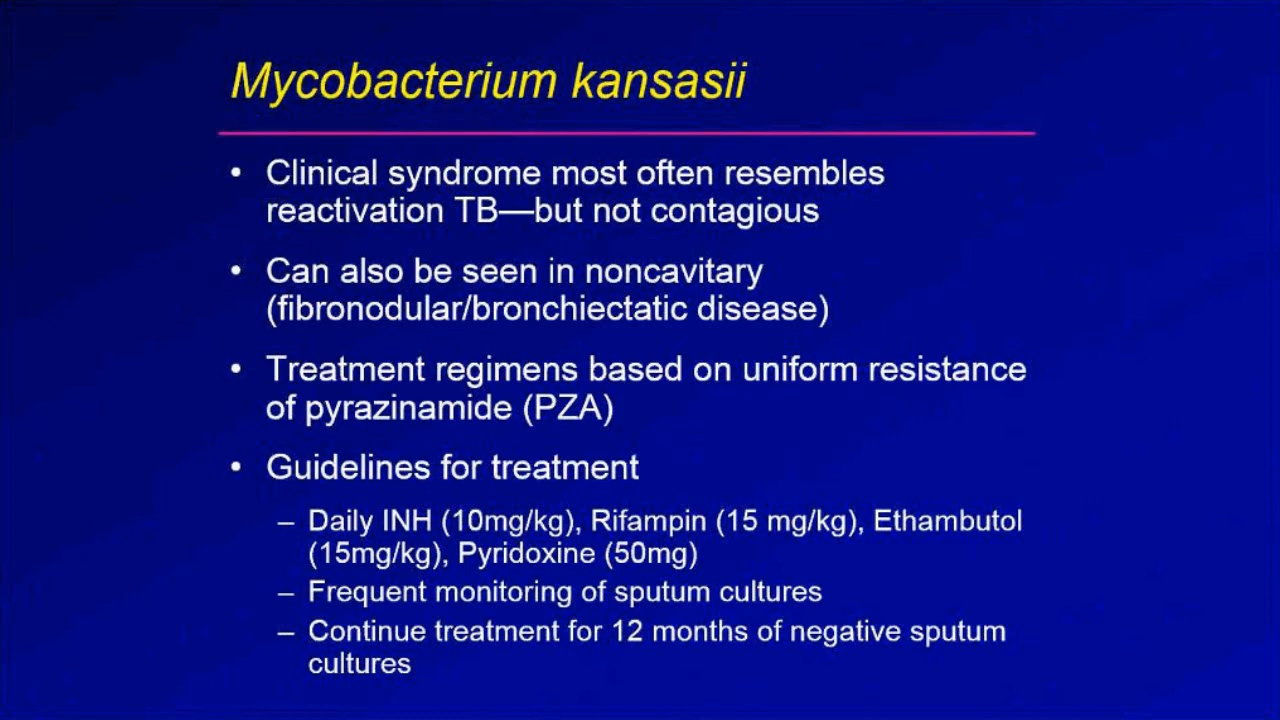 Mycobacterium kansasii
• Clinical syndrome most often resembles
reactivation TB—but not contagious
• Can also be seen in noncavitary
(fibronodular/bronchiectatic disease)
• Treatment regimens based on uniform resistance
of pyrazinamide (PZA)
• Guidelines for treatment
– Daily INH (10mg/kg), Rifampin (15 mg/kg), Ethambutol
(15mg/kg), Pyridoxine (50mg)
– Frequent monitoring of sputum cultures
– Continue treatment for 12 months of negative sputum
cultures